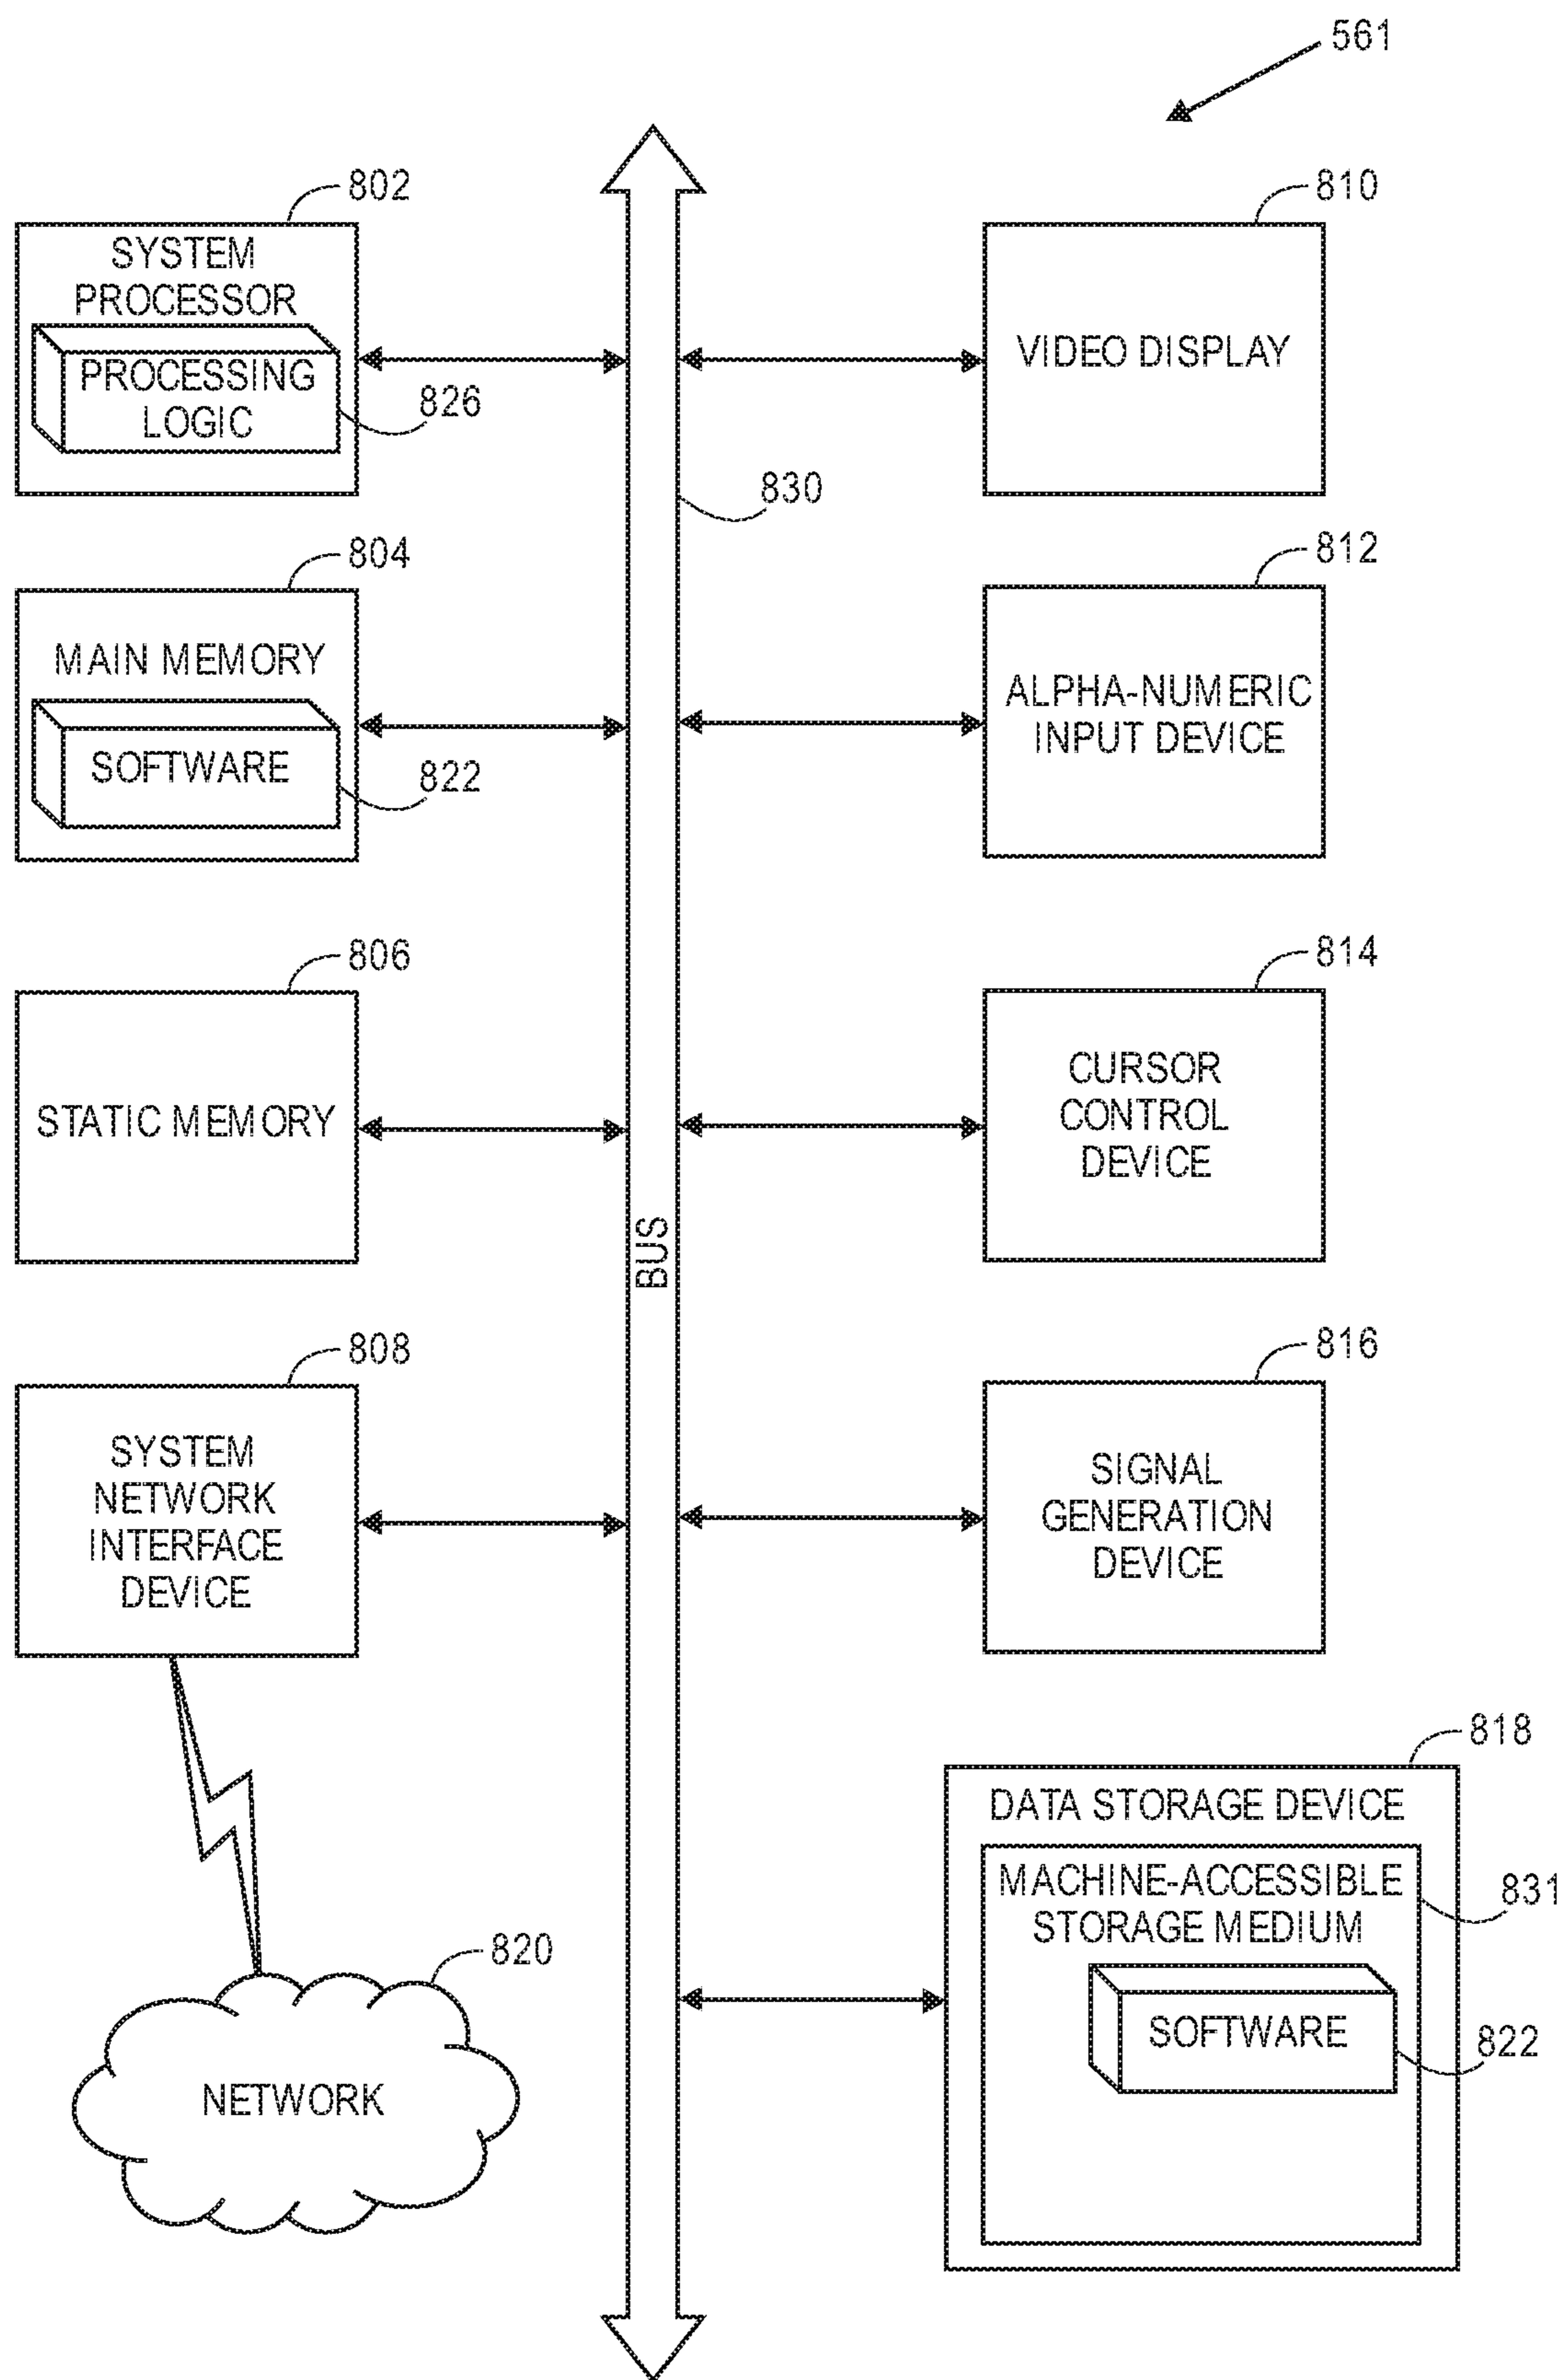 561
802
SYSTEM
PROCESSOR
PROCESSING
LOGIC
826
810
VIDEO DISPLAY
830
804
MAIN MEMORY
SOFTWARE
822
812
ALPHA-NUMERIC
INPUT DEVICE
806
STATIC MEMORY
814
CURSOR
CONTROL
DEVICE
BUS
808
SYSTEM
NETWORK
INTERFACE
DEVICE
816
SIGNAL
GENERATION
DEVICE
818
DATA STORAGE DEVICE
MACHINE-ACCESSIBLE
STORAGE MEDIUM
831
SOFTWARE
822
820
NETWORK